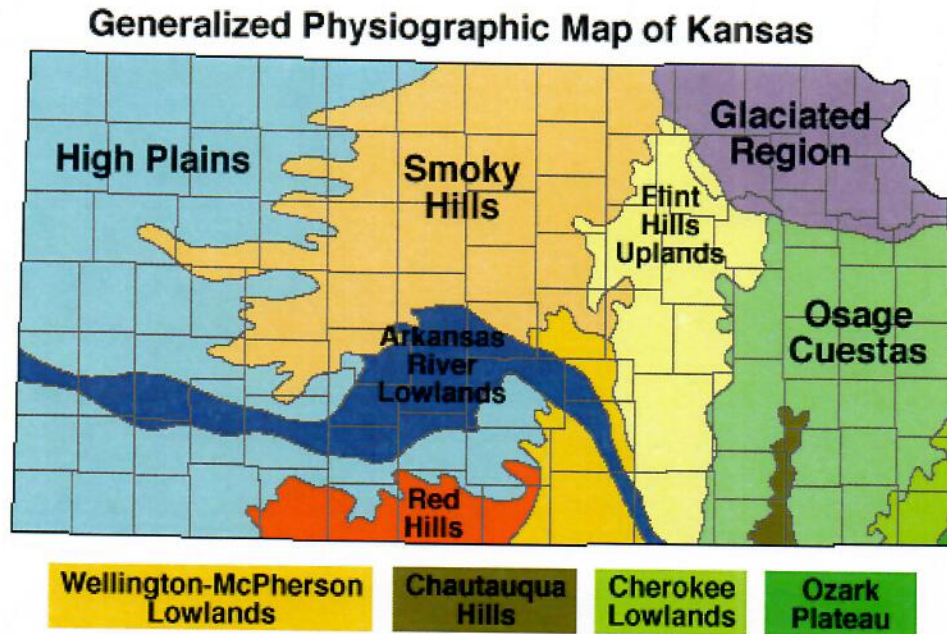 Generalized Physiographic Map of Kansas
High Plains
Smoky
Hills
Glaciated
Region
Flint
Hills
Uplands
Osage
Cuestas
Arkansas
River
Lowlands
Red
Hills
Wellington-McPherson
Lowlands
Chautauqua
Hills
Cherokee
Lowlands
Ozark
Plateau